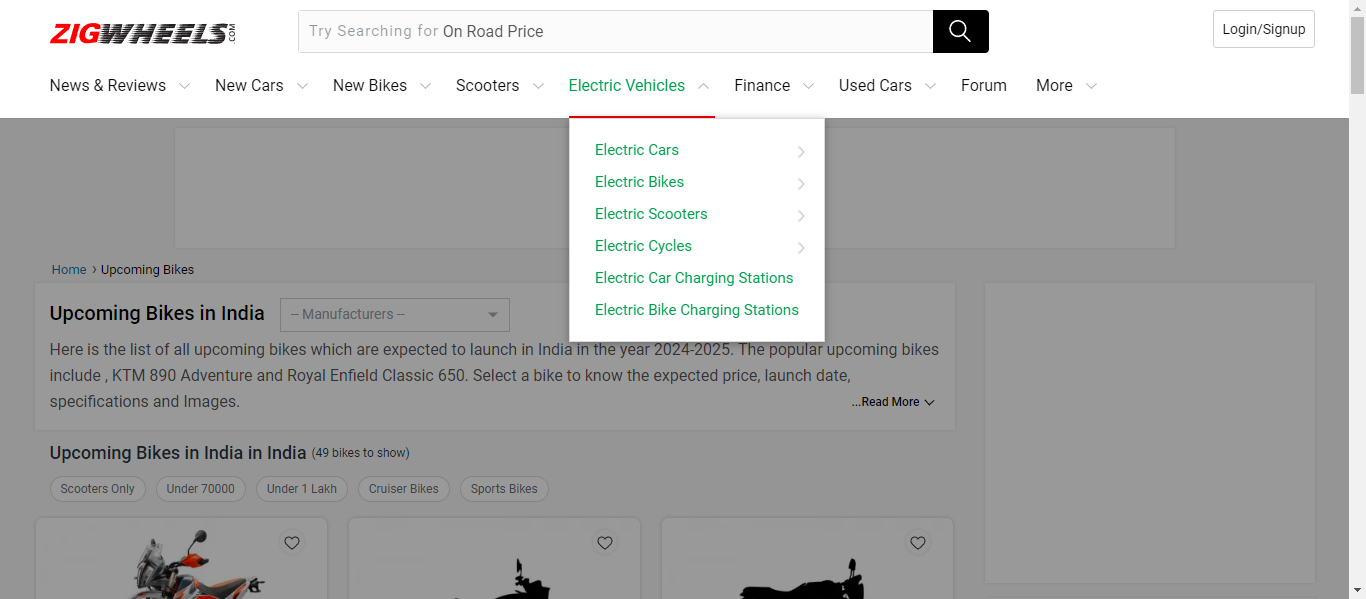 ZIGWHEELS.COM
Try Searching for On Road Price
Login/Signup
News & Reviews New Cars New Bikes Scooters Electric Vehicles Finance Used Cars Forum More
Electric Cars
Electric Bikes
Electric Scooters
Electric Cycles
Electric Car Charging Stations
Electric Bike Charging Stations
Home › Upcoming Bikes
Upcoming Bikes in India
-- Manufacturers --
Here is the list of all upcoming bikes which are expected to launch in India in the year 2024-2025. The popular upcoming bikes
include , KTM 890 Adventure and Royal Enfield Classic 650. Select a bike to know the expected price, launch date,
specifications and Images.
...Read More
Upcoming Bikes in India in India (49 bikes to show)
Scooters Only Under 70000 Under 1 Lakh Cruiser Bikes Sports Bikes